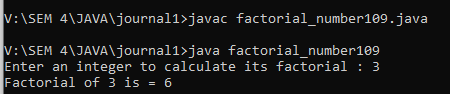 V:\SEM 4\JAVA\journal1>javac factorial_number109.java
V:\SEM 4\JAVA\journal1>java factorial_number109
Enter an integer to calculate its factorial : 3
Factorial of 3 is = 6